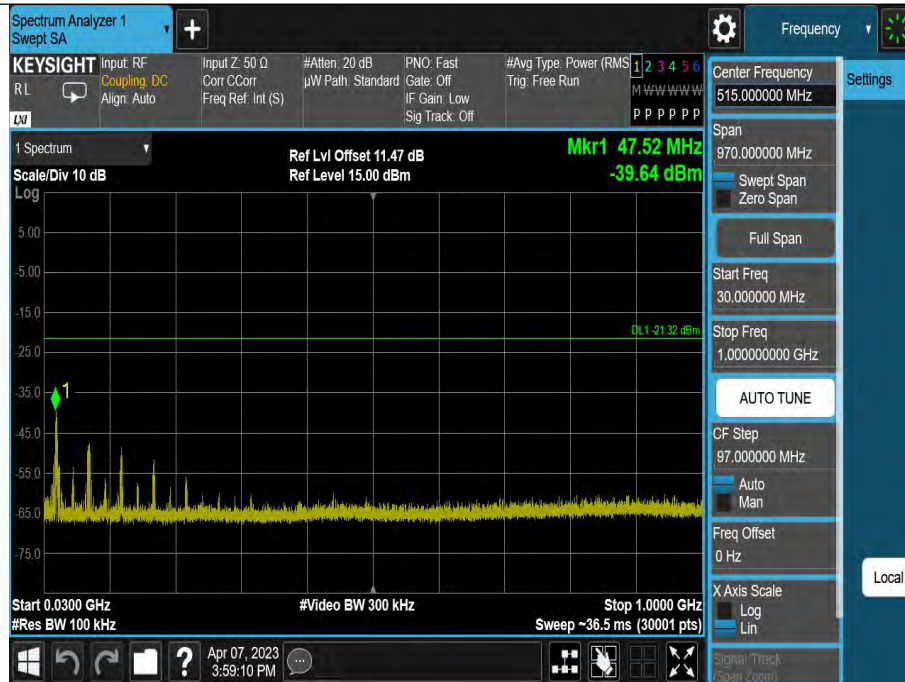 Spectrum Analyzer 1
Swept SA
+
Frequency
KEYSIGHT
RL
LXI
Input: RF
Coupling: DC
Align: Auto
Input Z: 50 Ω
Corr CCorr
Freq Ref: Int (S)
#Atten: 20 dB
µW Path: Standard
PNO: Fast
Gate: Off
IF Gain: Low
Sig Track: Off
#Avg Type: Power (RMS
Trig: Free Run
1 2 3 4 5 6
M W W W W W
P P P P P P
1 Spectrum
Scale/Div 10 dB
Log
Ref Lvl Offset 11.47 dB
Ref Level 15.00 dBm
Mkr1 47.52 MHz
-39.64 dBm
5.00
-5.00
-15.0
DL1 -21.32 dBm
-25.0
-35.0
1
-45.0
-55.0
-65.0
-75.0
Start 0.0300 GHz
#Res BW 100 kHz
#Video BW 300 kHz
Stop 1.0000 GHz
Sweep ~36.5 ms (30001 pts)
Center Frequency
515.000000 MHz
Settings
Span
970.000000 MHz
Swept Span
Zero Span
Full Span
Start Freq
30.000000 MHz
Stop Freq
1.000000000 GHz
AUTO TUNE
CF Step
97.000000 MHz
Auto
Man
Freq Offset
0 Hz
X Axis Scale
Log
Lin
Local
Signal Track
(Span Zoom)
?
Apr 07, 2023
3:59:10 PM